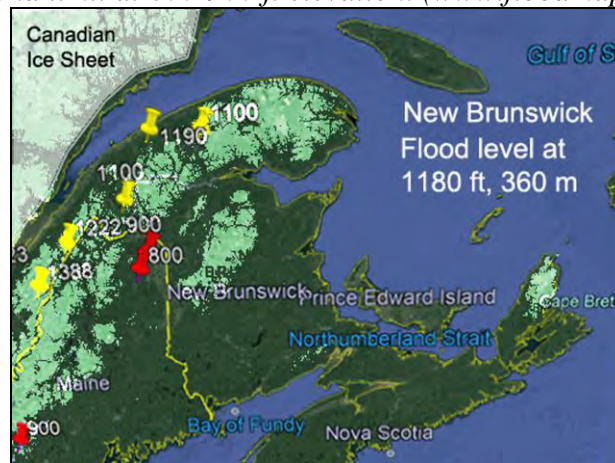 Canadian
Ice Sheet
Gulf of S
New Brunswick
Flood level at
1180 ft, 360 m
1100
1190
1100
900
1222'
800
23
1388
New Brunswick
Prince Edward Island
Cape Bret
Northumberland Strait
Maine
900
Bay of Fundy
Nova Scotia